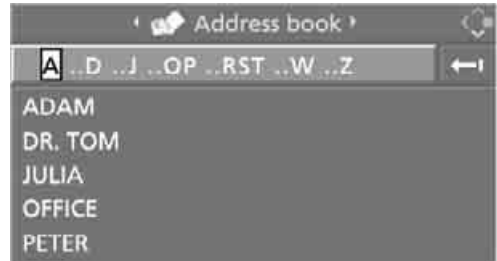 Address book
A ..D ..J ..OP ..RST ..W ..Z
ADAM
DR. TOM
JULIA
OFFICE
PETER